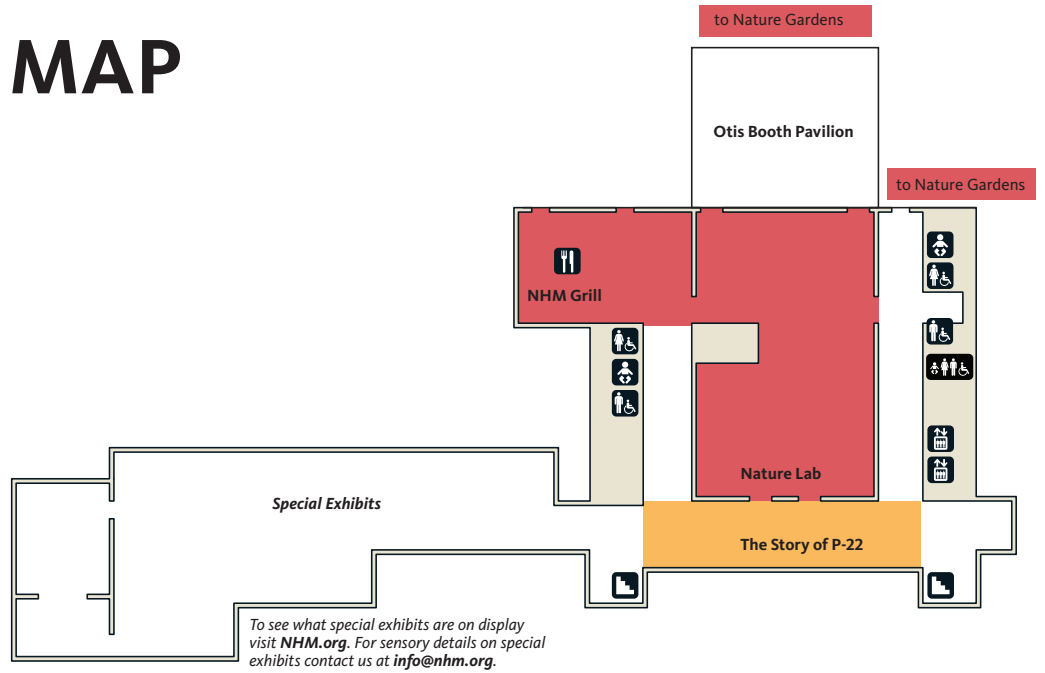 MAP
to Nature Gardens
Otis Booth Pavilion
to Nature Gardens
NHM Grill
Nature Lab
Special Exhibits
The Story of P-22
To see what special exhibits are on display
visit NHM.org. For sensory details on special
exhibits contact us at info@nhm.org.